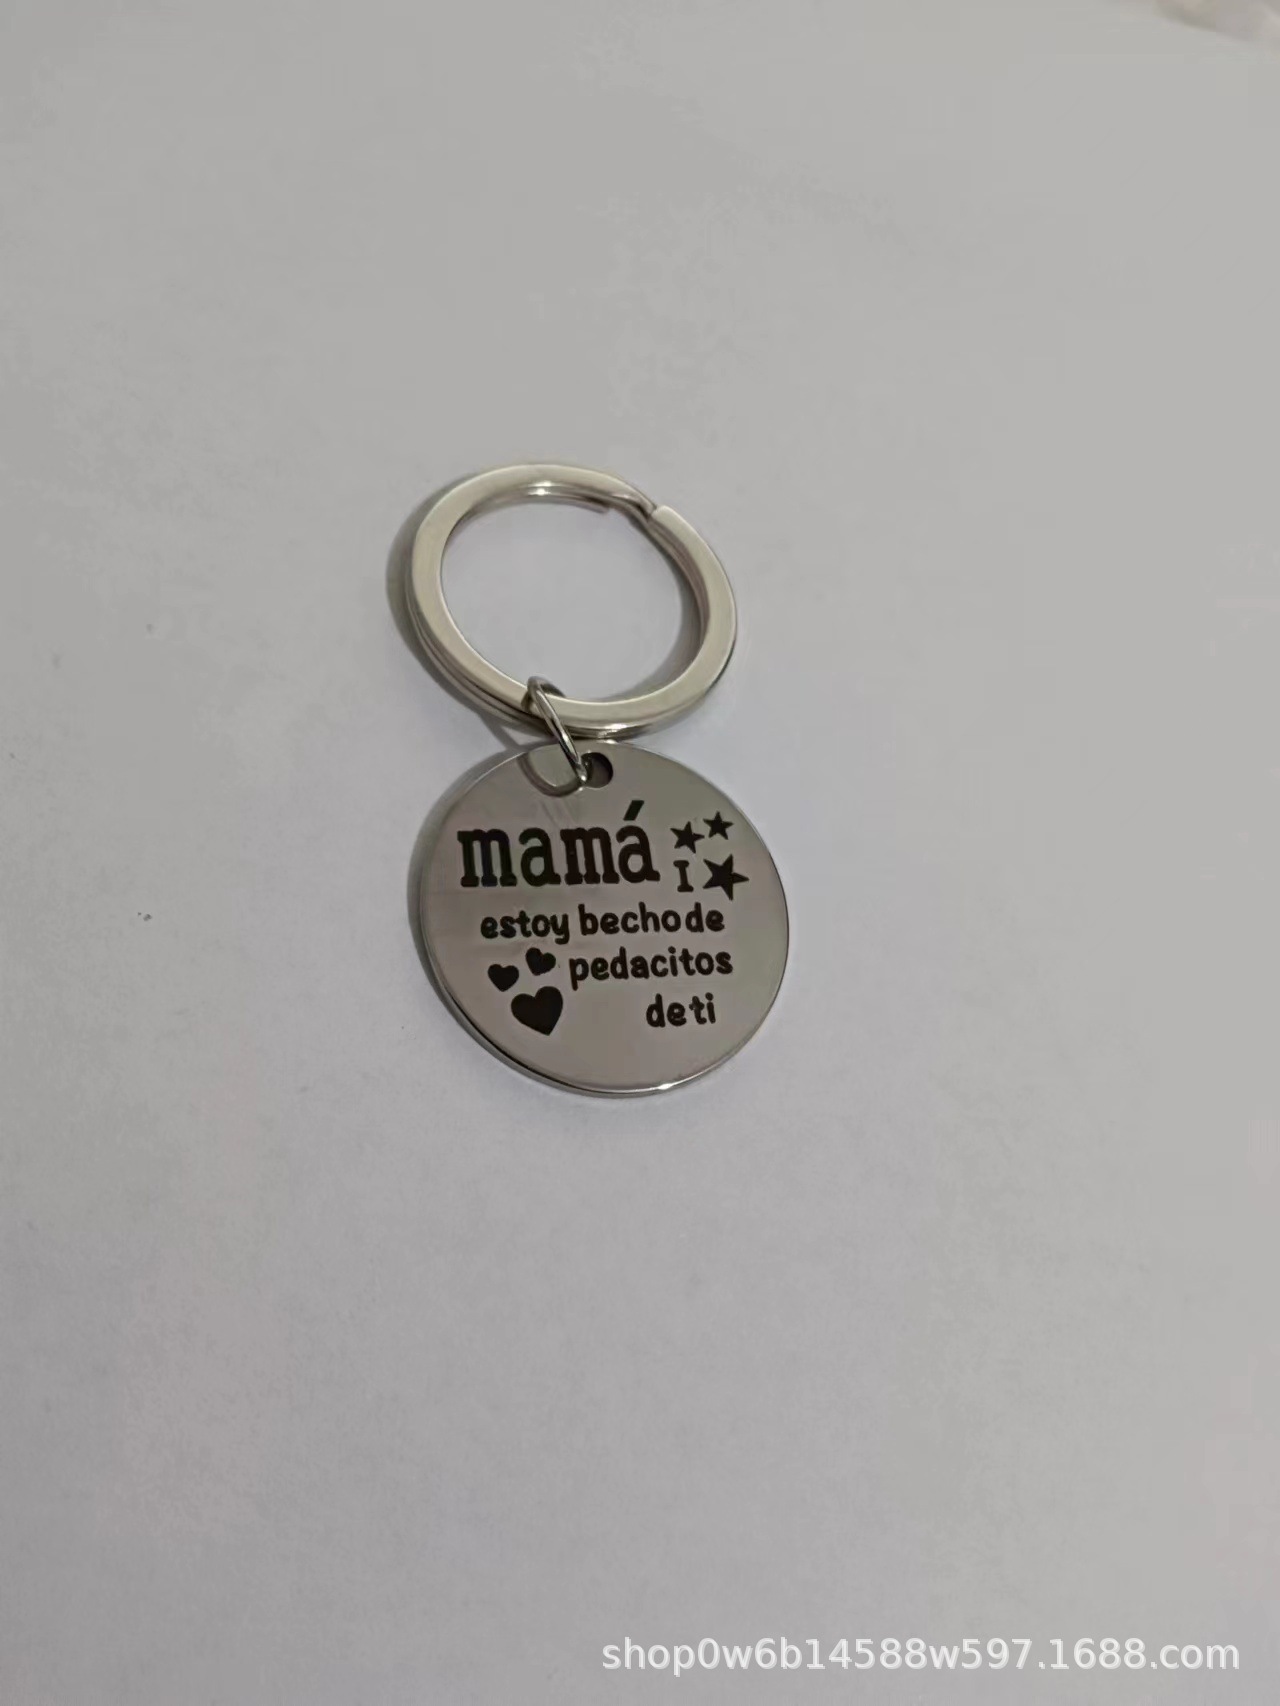 mamá
I
estoy becho de
pedacitos
de ti
shop0w6b14588w597.1688.com